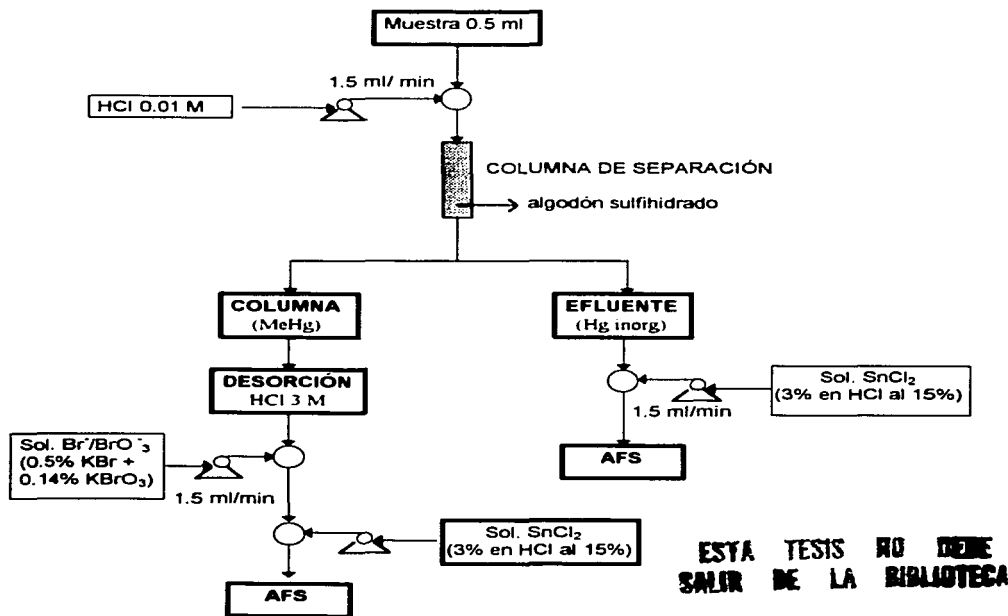 Muestra 0.5 ml
1.5 ml/ min
HCl 0.01 M
COLUMNA DE SEPARACIÓN
algodón sulfihidrado
COLUMNA
(MeHg)
EFLUENTE
(Hg inorg)
DESORCIÓN
HCl 3 M
Sol. SnCl₂
(3% en HCl al 15%)
1.5 ml/min
AFS
Sol. Br⁻/BrO⁻₃
(0.5% KBr +
0.14% KBrO₃)
1.5 ml/min
Sol. SnCl₂
(3% en HCl al 15%)
AFS
ESTA TESIS NO DEBE
SALIR DE LA BIBLIOTECA